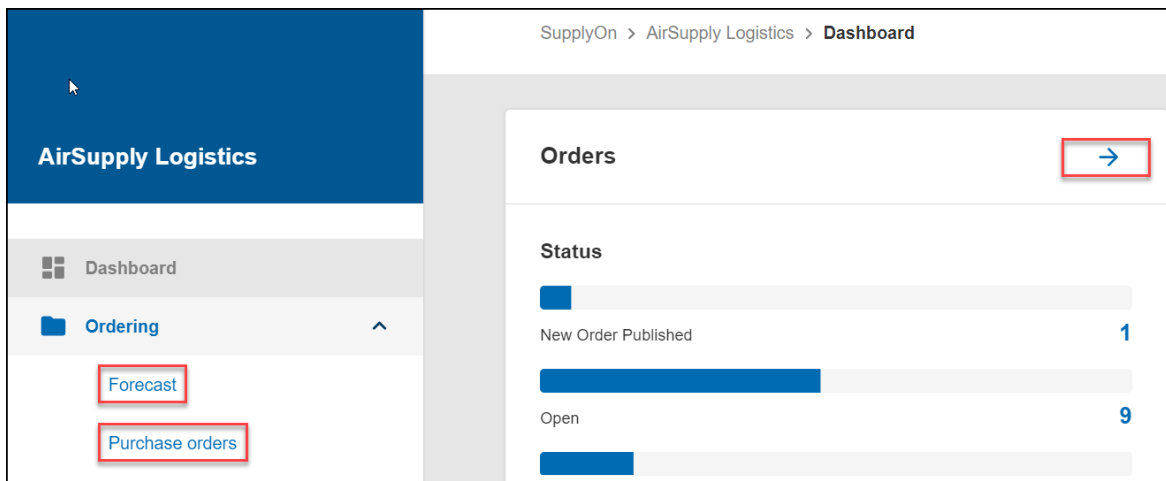 SupplyOn > AirSupply Logistics > Dashboard
AirSupply Logistics
Dashboard
Ordering
Forecast
Purchase orders
Orders
Status
New Order Published 1
Open 9